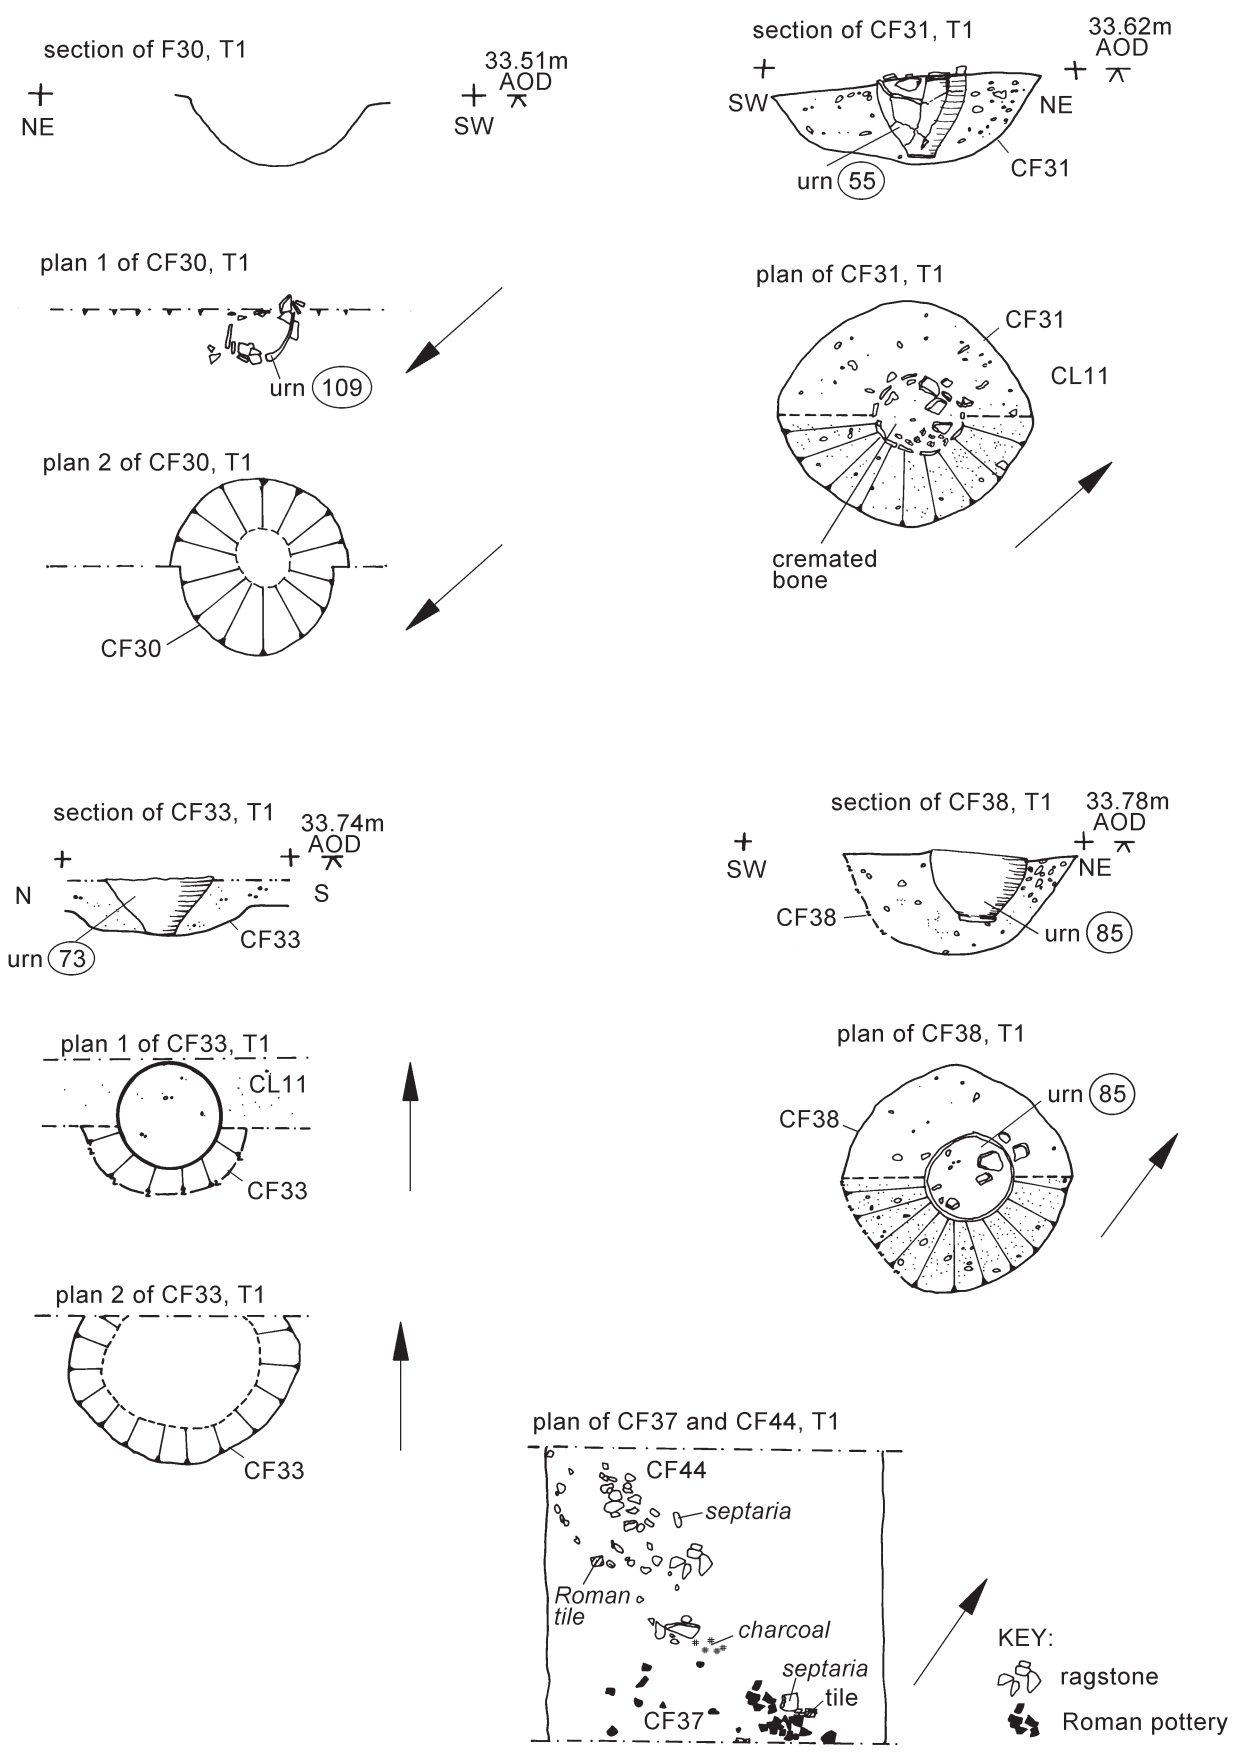 section of F30, T1
33.51m
AOD
NE
SW
section of CF31, T1
33.62m
AOD
SW
NE
CF31
urn 55
plan 1 of CF30, T1
urn 109
plan of CF31, T1
CF31
CL11
cremated
bone
plan 2 of CF30, T1
CF30
section of CF33, T1
33.74m
AOD
N
S
CF33
urn 73
section of CF38, T1
33.78m
AOD
SW
NE
CF38
urn 85
plan 1 of CF33, T1
CL11
CF33
plan of CF38, T1
urn 85
CF38
plan 2 of CF33, T1
CF33
plan of CF37 and CF44, T1
CF44
septaria
Roman
tile
charcoal
septaria
tile
CF37
KEY:
ragstone
Roman pottery